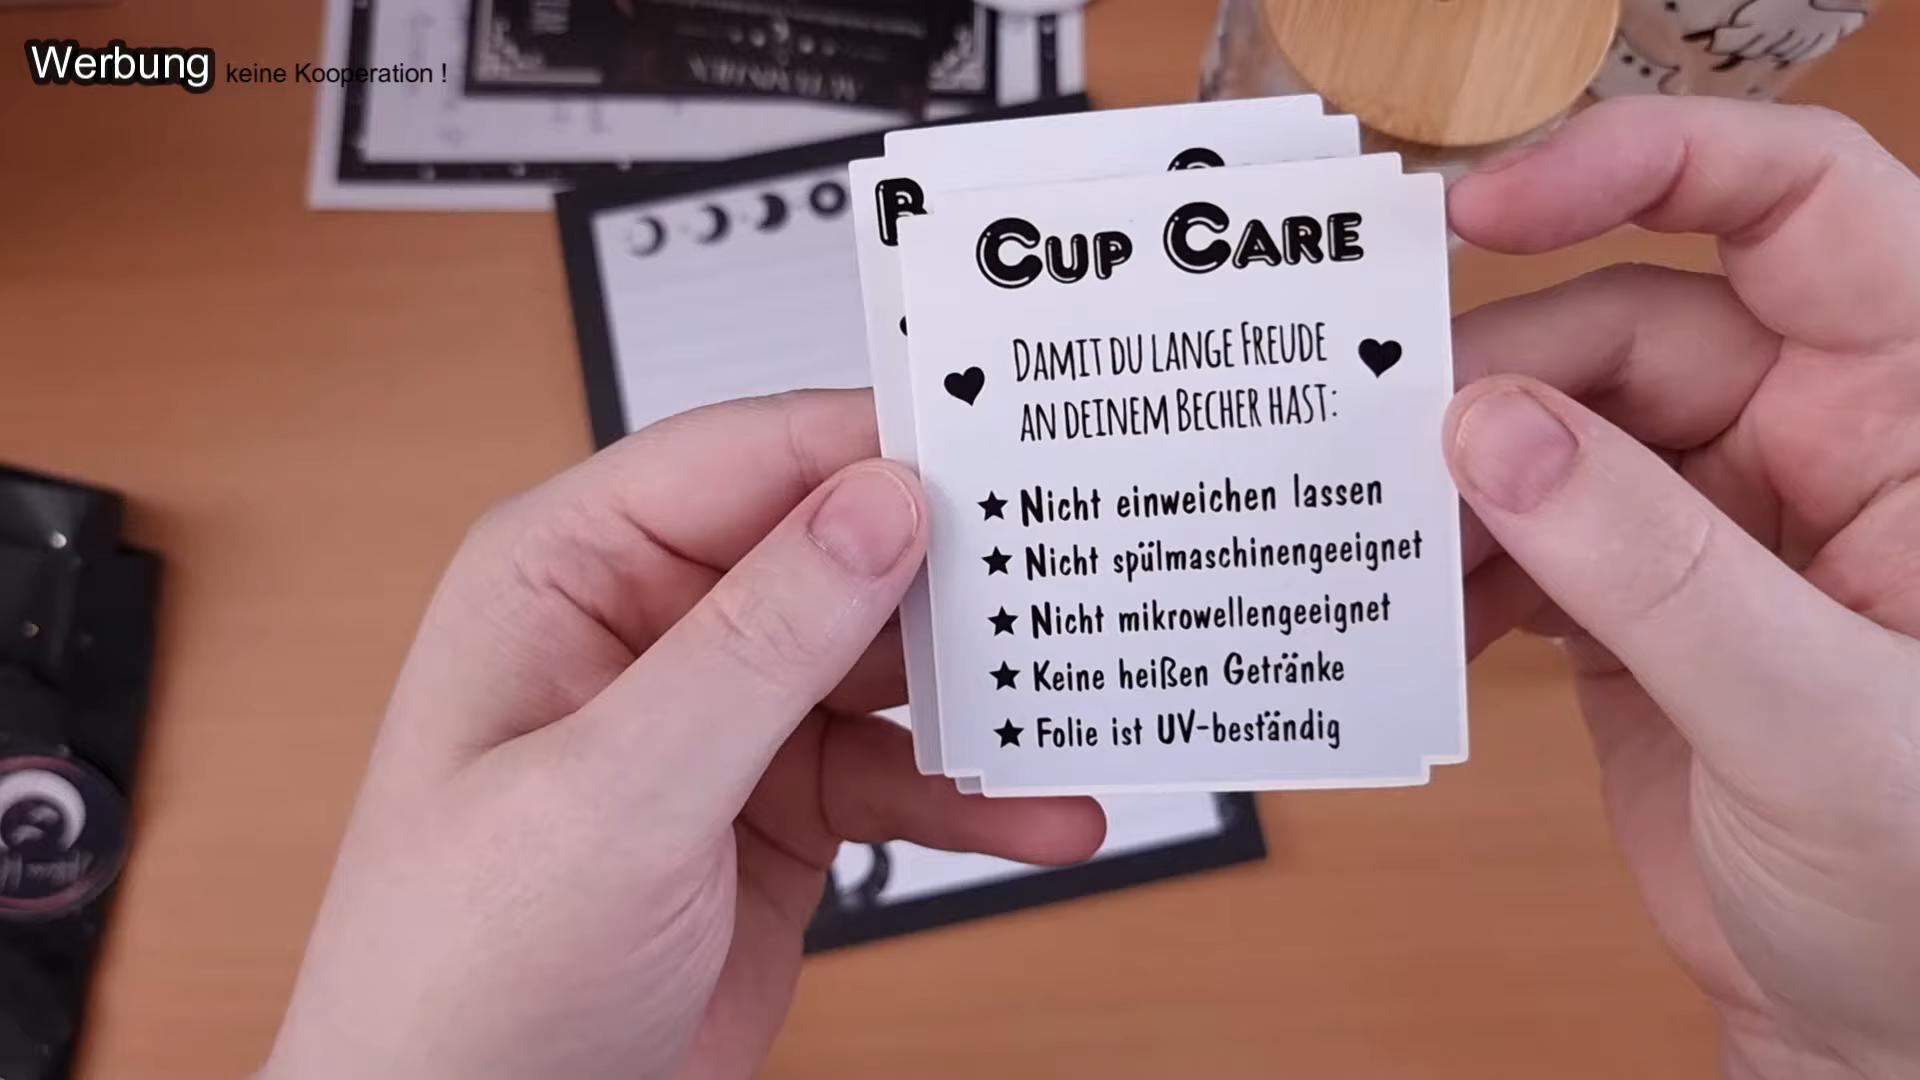 Werbung keine Kooperation !
CUP CARE
DAMIT DU LANGE FREUDE
AN DEINEM BECHER HAST:
★ Nicht einweichen lassen
★ Nicht spülmaschinengeeignet
★ Nicht mikrowellengeeignet
★ Keine heißen Getränke
★ Folie ist UV-beständig